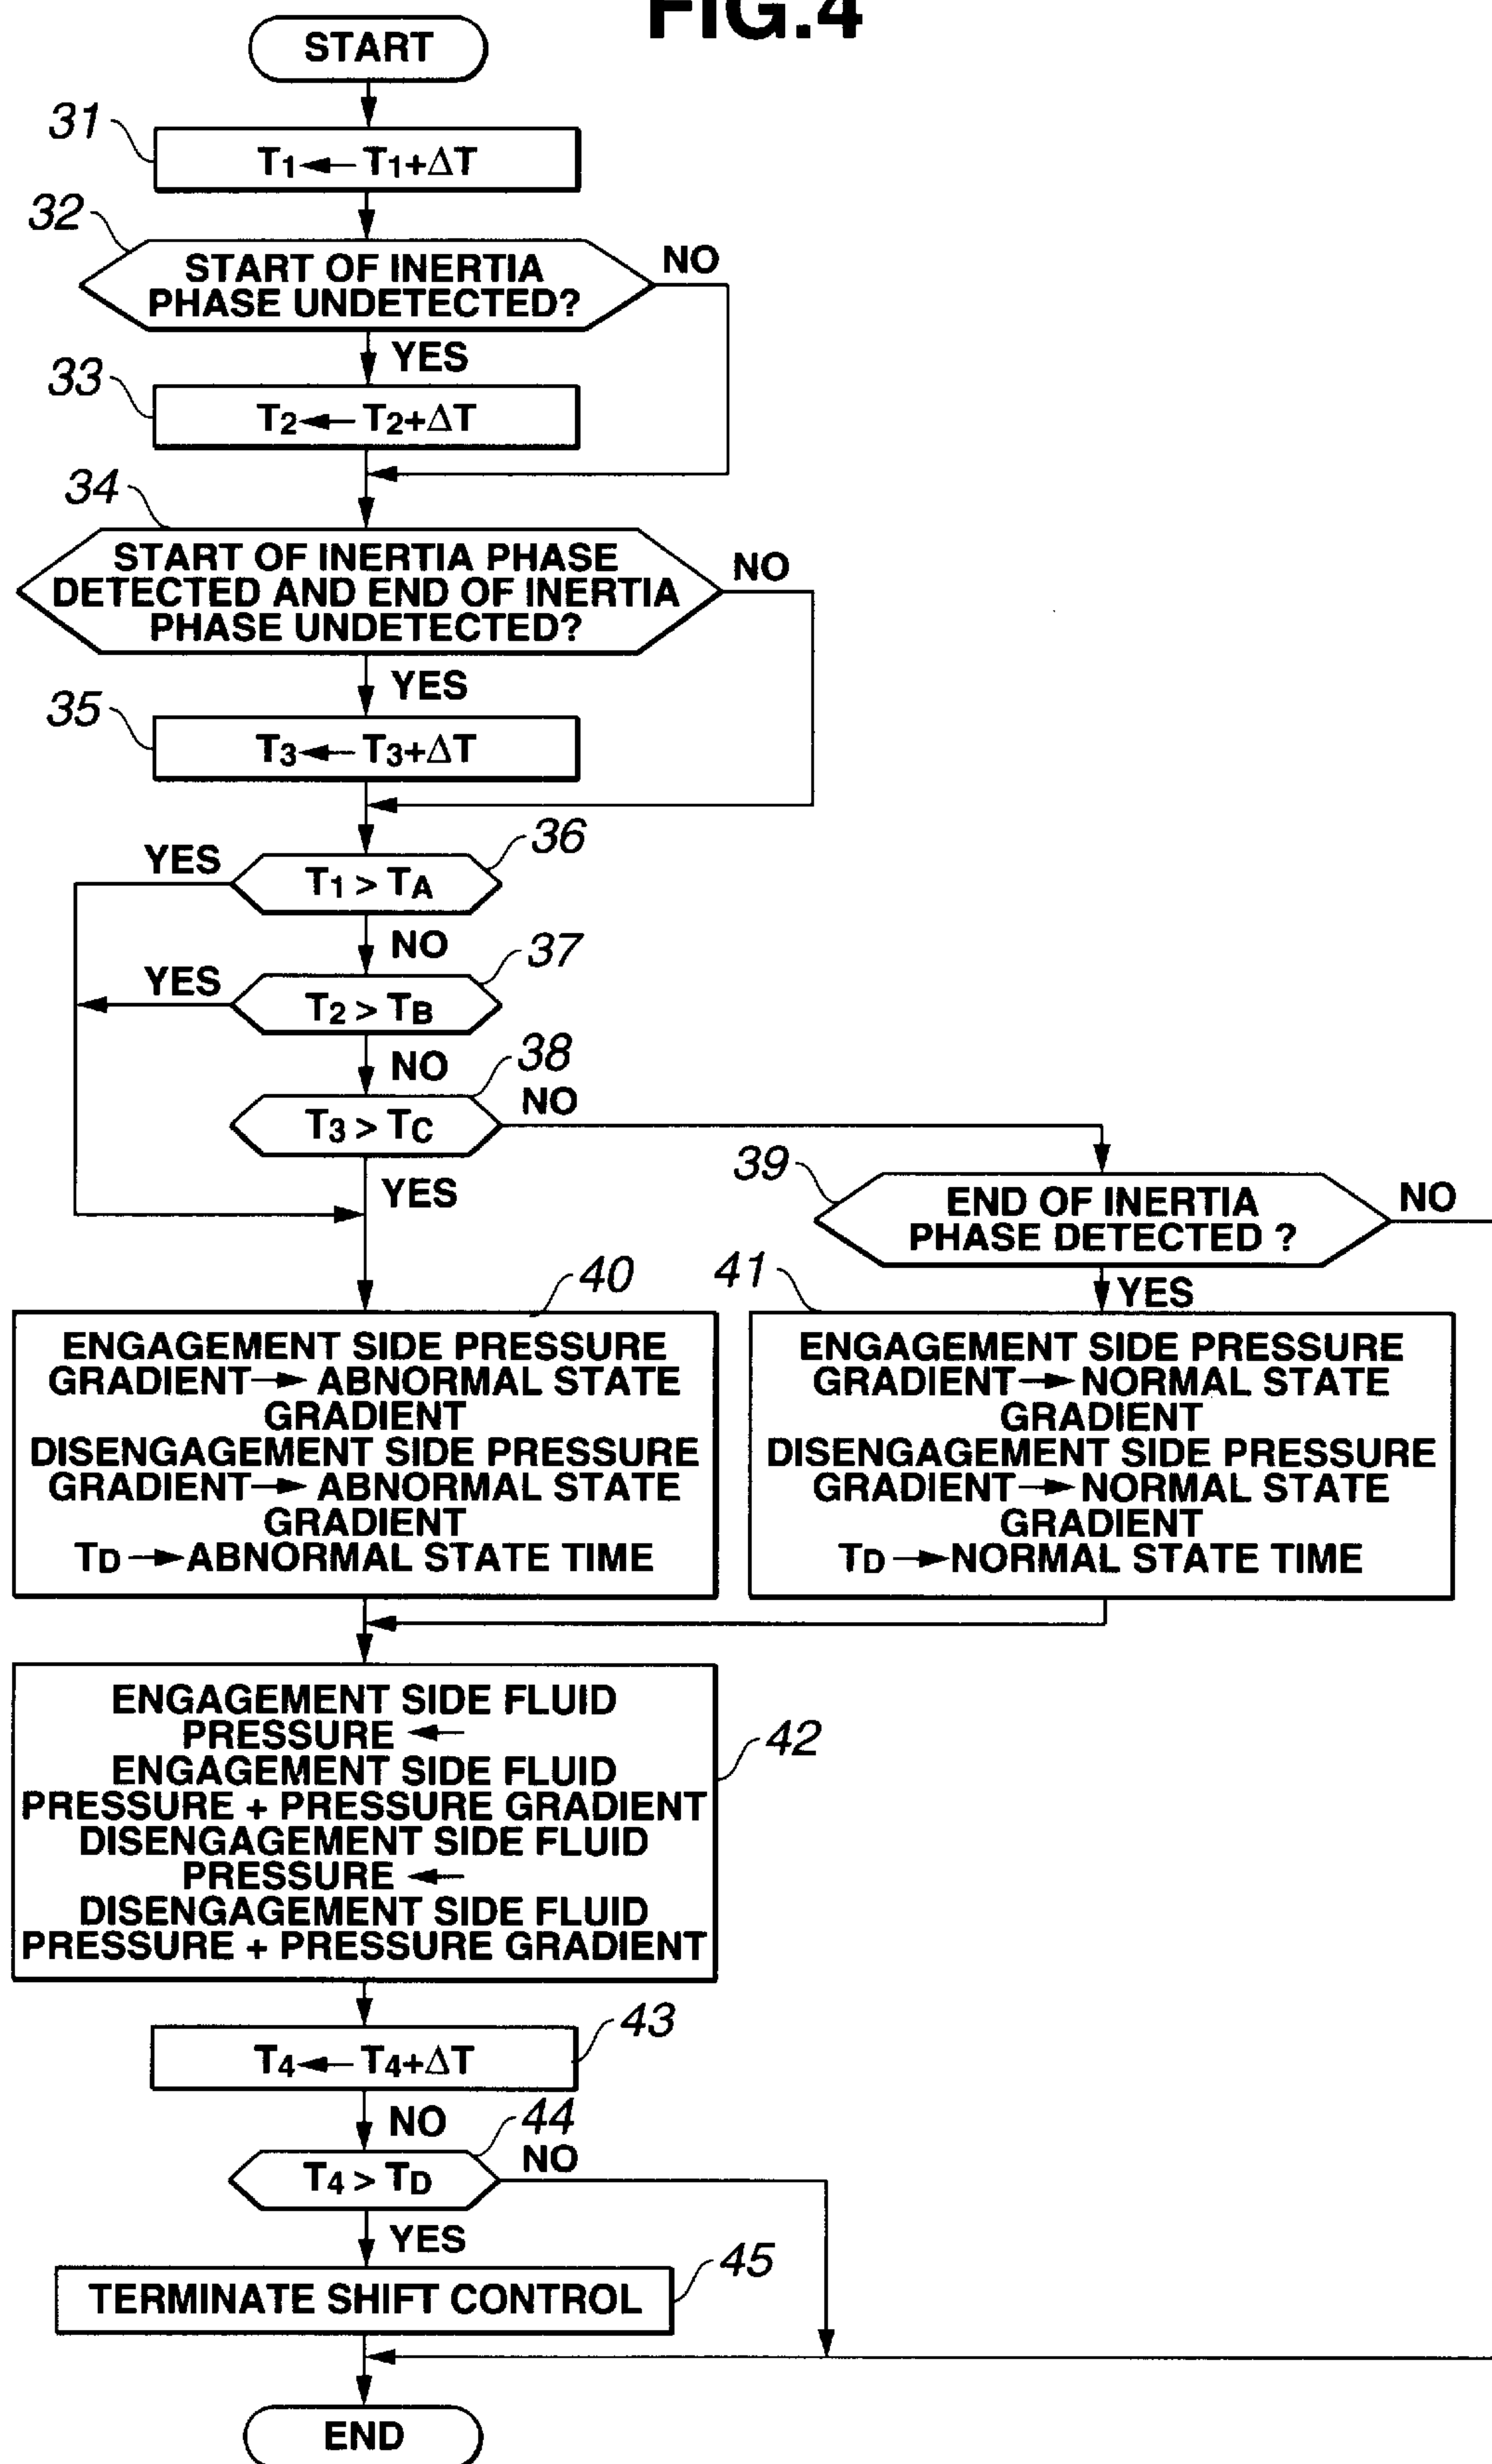 FIG.4
START
31
T1 ← T1+ΔT
32
START OF INERTIA
PHASE UNDETECTED?
NO
YES
33
T2 ← T2+ΔT
34
START OF INERTIA PHASE
DETECTED AND END OF INERTIA
PHASE UNDETECTED?
NO
YES
35
T3 ← T3+ΔT
36
YES
T1 > TA
NO
37
YES
T2 > TB
NO
38
NO
T3 > TC
YES
39
END OF INERTIA
PHASE DETECTED ?
NO
YES
40
ENGAGEMENT SIDE PRESSURE
GRADIENT → ABNORMAL STATE
GRADIENT
DISENGAGEMENT SIDE PRESSURE
GRADIENT → ABNORMAL STATE
GRADIENT
TD → ABNORMAL STATE TIME
41
ENGAGEMENT SIDE PRESSURE
GRADIENT → NORMAL STATE
GRADIENT
DISENGAGEMENT SIDE PRESSURE
GRADIENT → NORMAL STATE
GRADIENT
TD → NORMAL STATE TIME
42
ENGAGEMENT SIDE FLUID
PRESSURE ←
ENGAGEMENT SIDE FLUID
PRESSURE + PRESSURE GRADIENT
DISENGAGEMENT SIDE FLUID
PRESSURE ←
DISENGAGEMENT SIDE FLUID
PRESSURE + PRESSURE GRADIENT
43
T4 ← T4+ΔT
NO
44
NO
T4 > TD
YES
45
TERMINATE SHIFT CONTROL
END